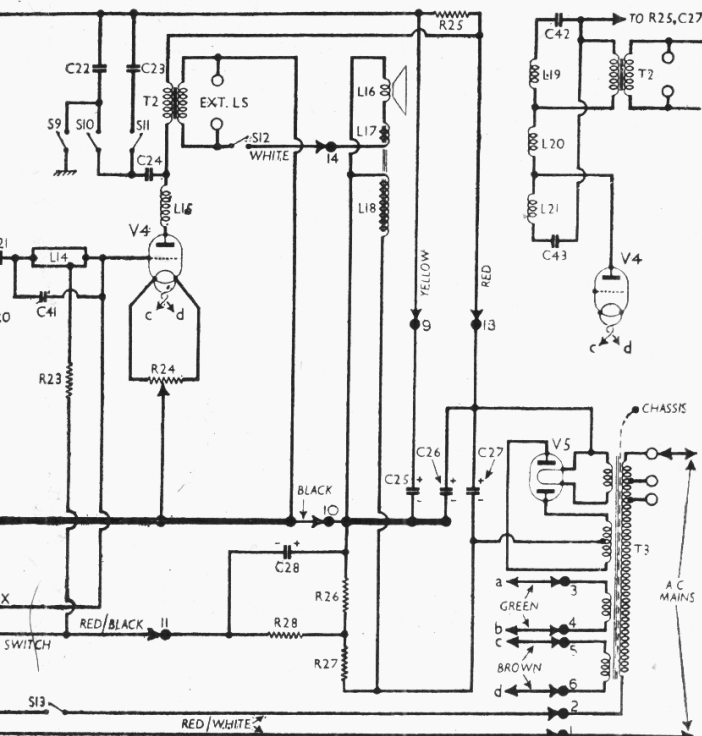 R25
C42
TO R25,C27
C22
C23
T2
EXT. LS
L16
L19
T2
S9
S10
S11
S12
L17
WHITE
14
L20
C24
L15
L18
L21
V4
C43
V4
21
L14
YELLOW
RED
C41
c
d
9
13
R23
R24
c
d
CHASSIS
V5
C26
C27
C25
+
-
+
-
+
-
BLACK
10
T3
- +
C28
a
3
A C
MAINS
X
R26
GREEN
RED/BLACK
11
R28
b
4
c
5
SWITCH
R27
BROWN
d
6
S13
2
RED/WHITE
1